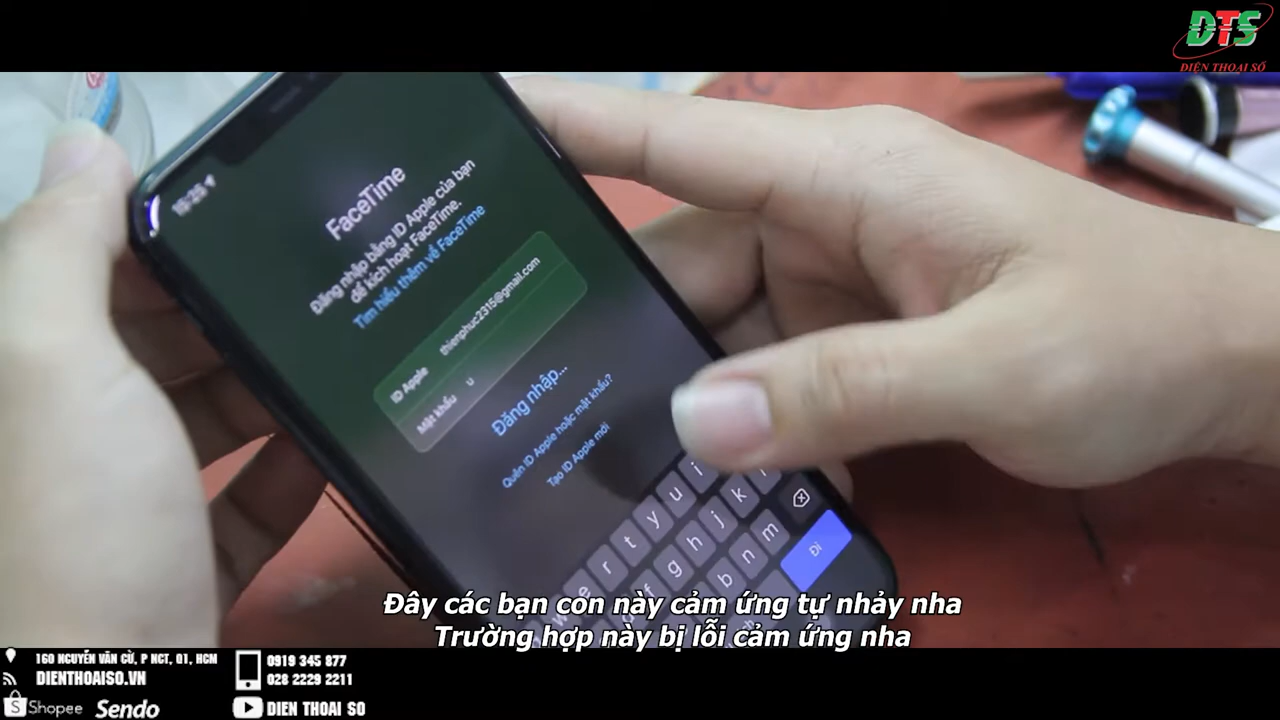 DTS
ĐIỆN THOẠI SỐ
FaceTime
Đăng nhập bằng ID Apple của bạn
để kích hoạt FaceTime.
Tìm hiểu thêm về FaceTime
ID Apple thienphuc2315@gmail.com
Mật khẩu u
Đăng nhập...
Quên ID Apple hoặc mật khẩu?
Tạo ID Apple mới
e r t y u i
f g h j k l
b n m
Đi
Đây các bạn con này cảm ứng tự nhảy nha
Trường hợp này bị lỗi cảm ứng nha
160 NGUYỄN VĂN CỪ, P NCT, Q1, HCM
DIENTHOAISO.VN
Shopee Sendo
0919 345 877
028 2229 2211
DIEN THOAI SO